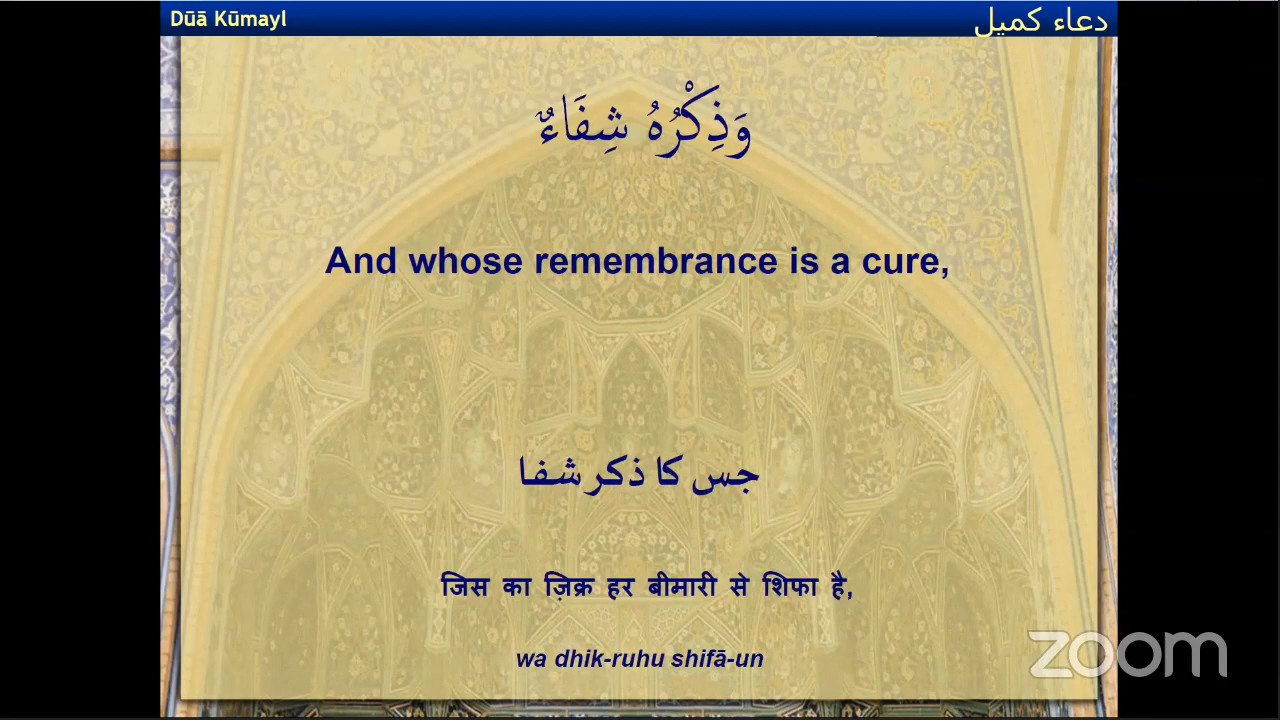 Dūā Kūmayl
دعاء كميل
وَذِكْرُهُ شِفَاءٌ
And whose remembrance is a cure,
جس کا ذکر شفا
जिस का ज़िक्र हर बीमारी से शिफा है,
wa dhik-ruhu shifā-un
zoom